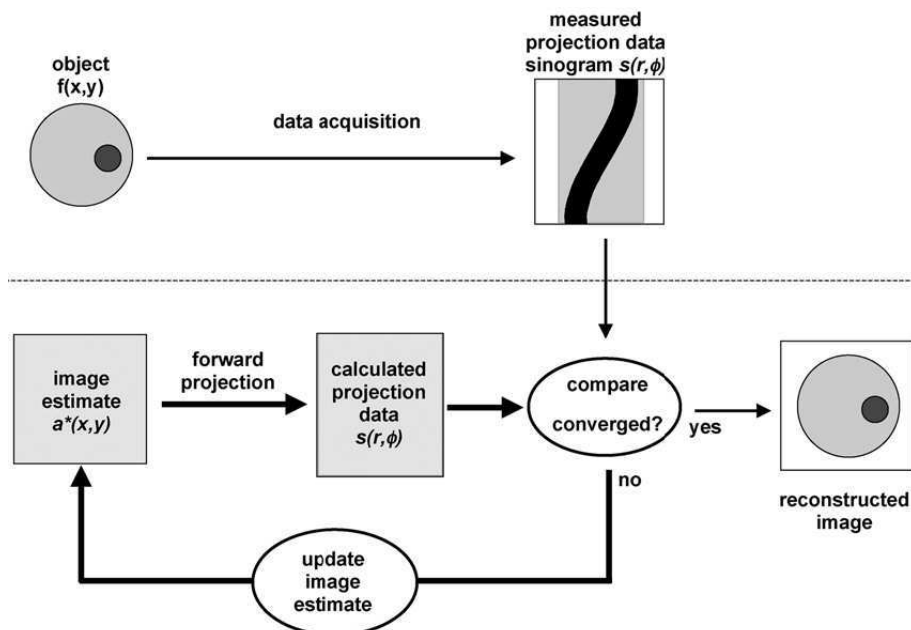 object
f(x,y)
data acquisition
measured
projection data
sinogram s(r,ϕ)
image
estimate
a*(x,y)
forward
projection
calculated
projection
data
s(r,ϕ)
compare
converged?
yes
no
reconstructed
image
update
image
estimate